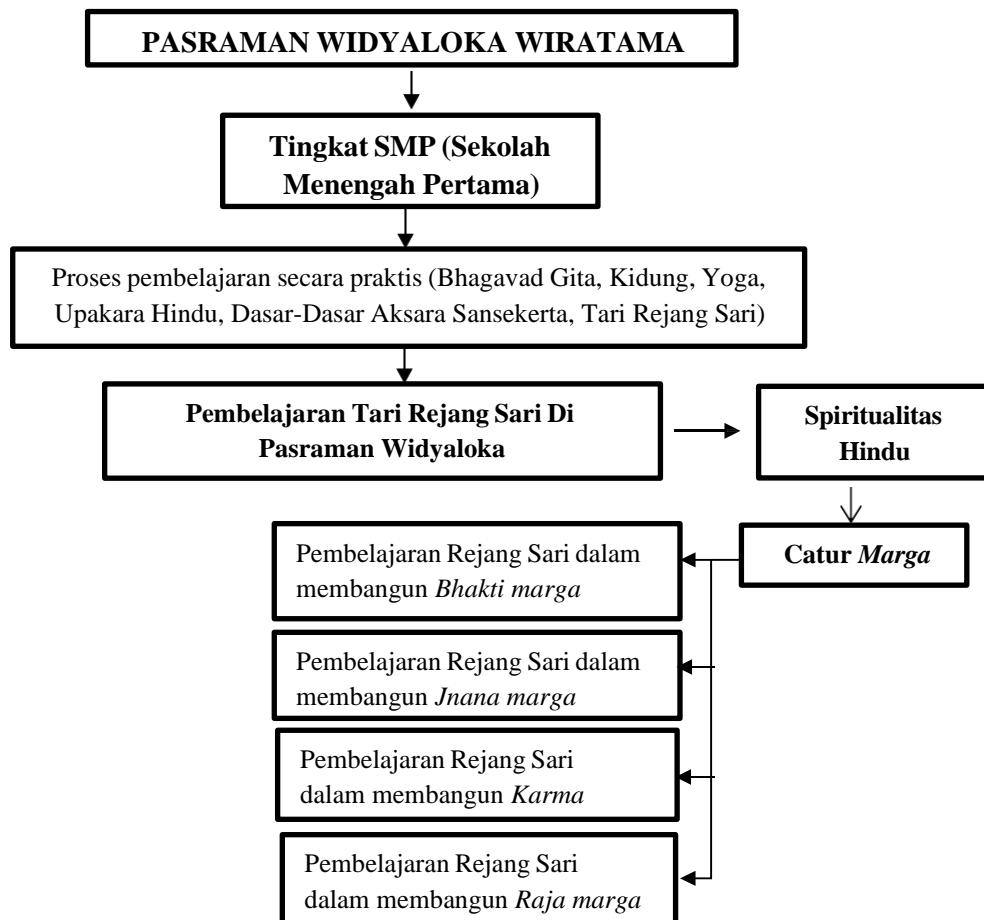 PASRAMAN WIDYALOKA WIRATAMA
Tingkat SMP (Sekolah
Menengah Pertama)
Proses pembelajaran secara praktis (Bhagavad Gita, Kidung, Yoga,
Upakara Hindu, Dasar-Dasar Aksara Sansekerta, Tari Rejang Sari)
Pembelajaran Tari Rejang Sari Di
Pasraman Widyaloka
Spiritualitas
Hindu
Catur Marga
Pembelajaran Rejang Sari dalam
membangun Bhakti marga
Pembelajaran Rejang Sari dalam
membangun Jnana marga
Pembelajaran Rejang Sari
dalam membangun Karma
Pembelajaran Rejang Sari
dalam membangun Raja marga